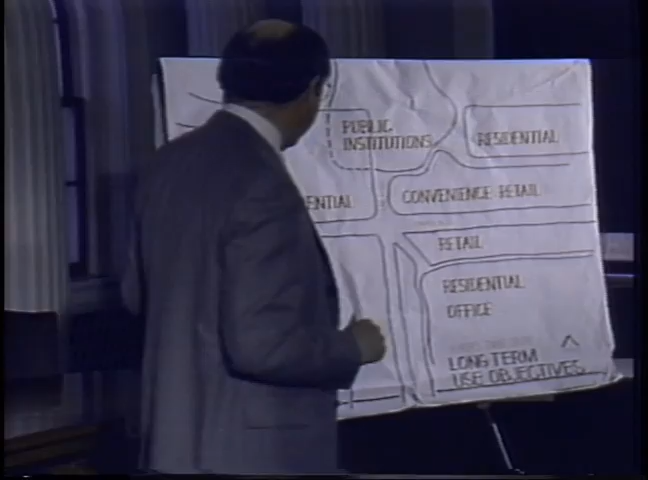 PUBLIC
INSTITUTIONS
RESIDENTIAL
ENTIAL
CONVENIENCE RETAIL
RETAIL
RESIDENTIAL
OFFICE
LONG TERM
USE OBJECTIVES